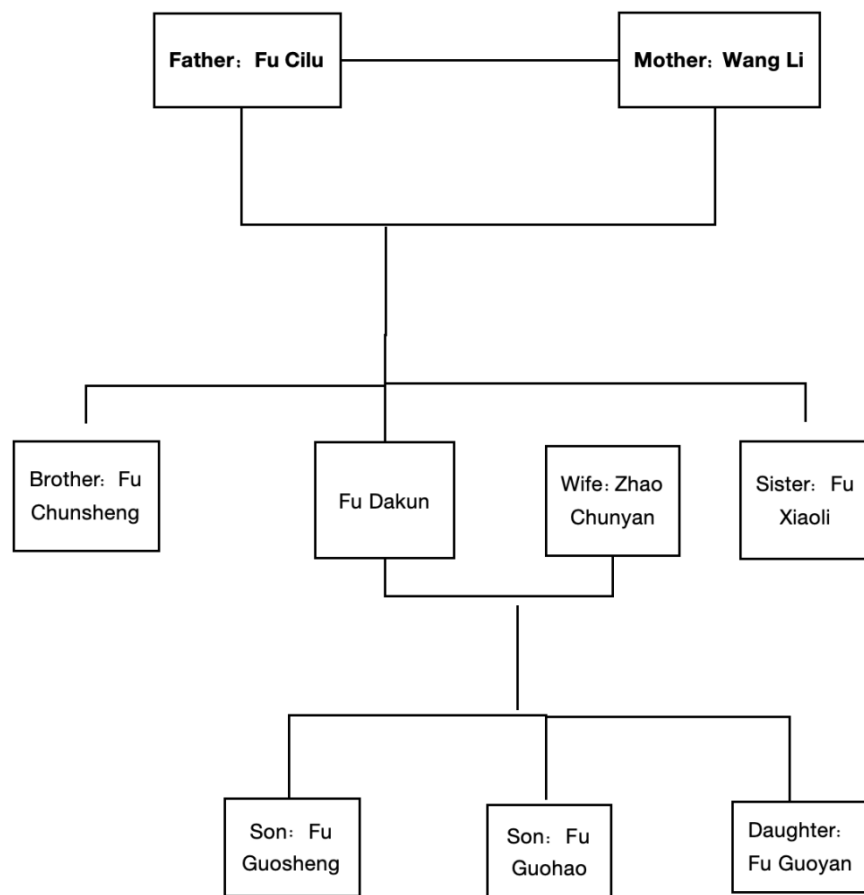 Father：Fu Cilu
Mother：Wang Li
Brother：Fu
Chunsheng
Fu Dakun
Wife：Zhao
Chunyan
Sister：Fu
Xiaoli
Son：Fu
Guosheng
Son：Fu
Guohao
Daughter：
Fu Guoyan